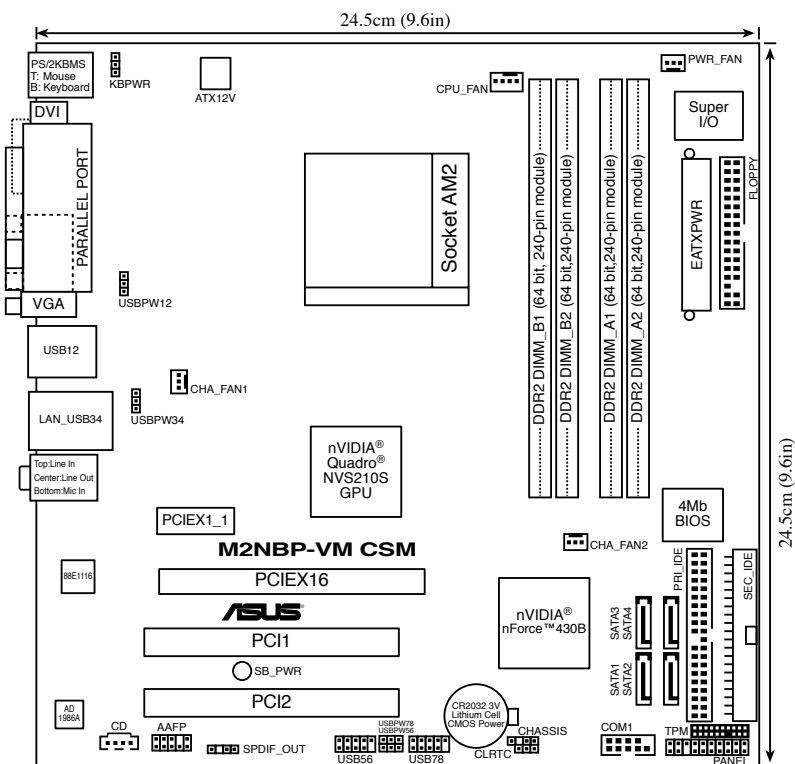 24.5cm (9.6in)
PS/2KBMS
T: Mouse
B: Keyboard
KBPWR
ATX12V
CPU_FAN
PWR_FAN
Super
I/O
DVI
PARALLEL PORT
VGA
USBPW12
Socket AM2
DDR2 DIMM_B1 (64 bit, 240-pin module)
DDR2 DIMM_B2 (64 bit,240-pin module)
DDR2 DIMM_A1 (64 bit,240-pin module)
DDR2 DIMM_A2 (64 bit,240-pin module)
EATXPWR
FLOPPY
24.5cm (9.6in)
USB12
CHA_FAN1
LAN_USB34
USBPW34
Top:Line In
Center:Line Out
Bottom:Mic In
nVIDIA®
Quadro®
NVS210S
GPU
4Mb
BIOS
PCIEX1_1
CHA_FAN2
M2NBP-VM CSM
88E1116
PCIEX16
nVIDIA®
nForce™430B
PRI_IDE
SEC_IDE
SATA3
SATA4
ASUS
PCI1
SB_PWR
SATA1
SATA2
PCI2
CR2032 3V
Lithium Cell
CMOS Power
AD
1986A
CD
AAFP
SPDIF_OUT
USBPW78
USBPW56
USB56
USB78
CHASSIS
CLRTC
COM1
TPM
PANEL